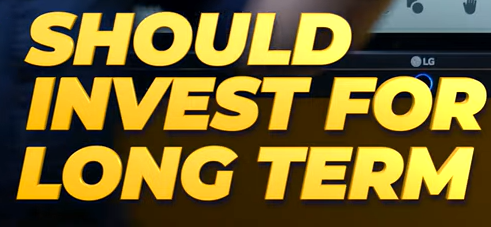 LG
SHOULD
INVEST FOR
LONG TERM